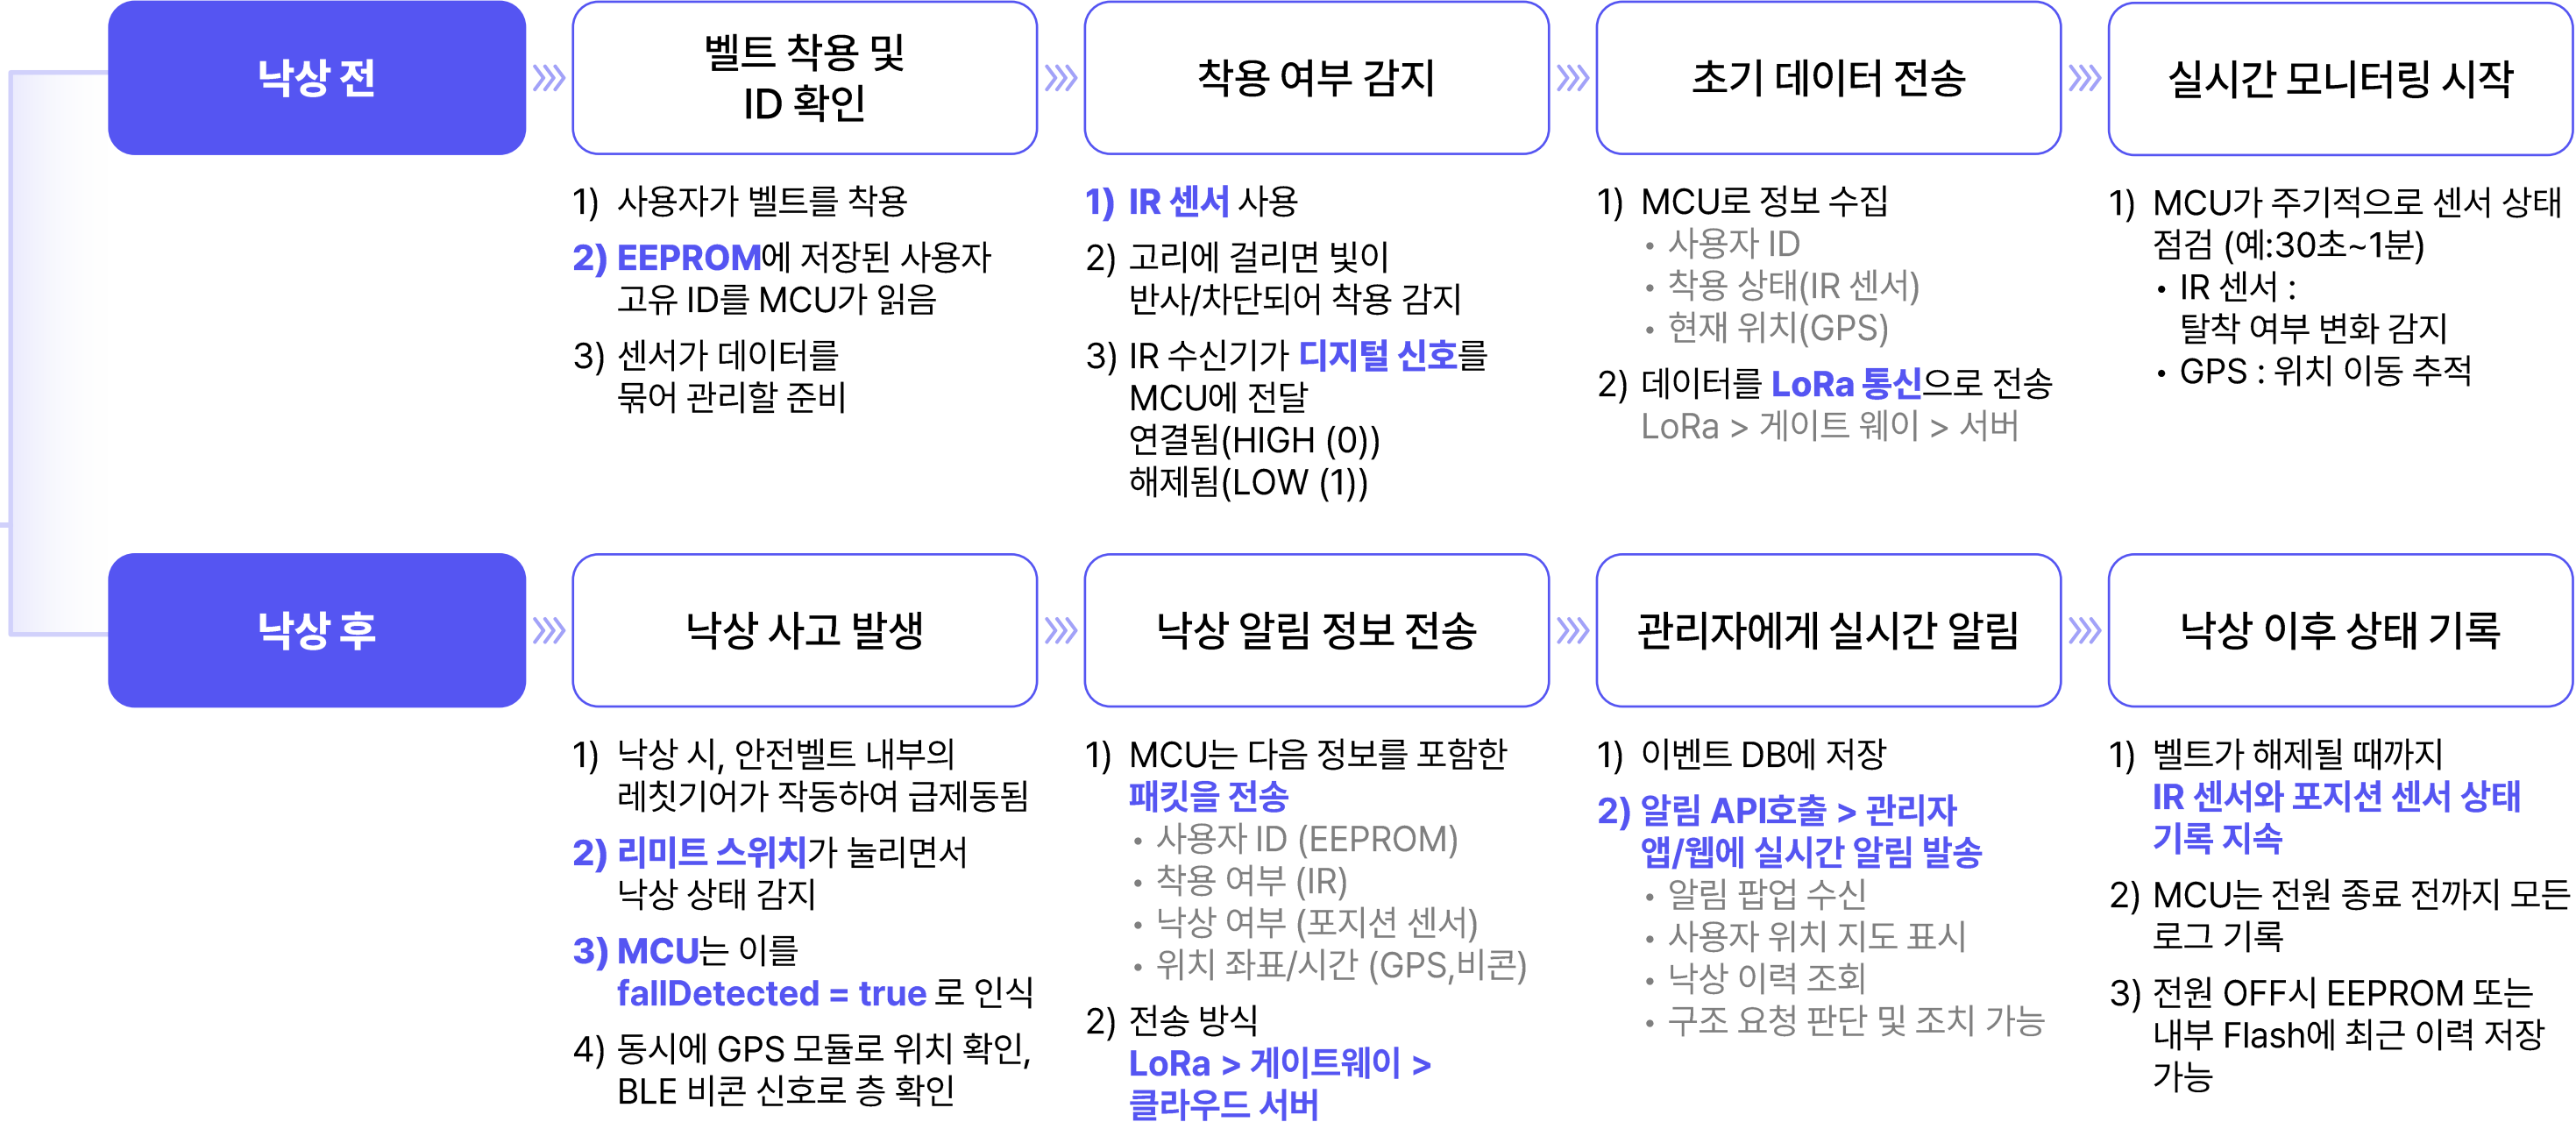 낙상 전
벨트 착용 및
ID 확인
1) 사용자가 벨트를 착용
2) EEPROM에 저장된 사용자
고유 ID를 MCU가 읽음
3) 센서가 데이터를
묶어 관리할 준비
착용 여부 감지
1) IR 센서 사용
2) 고리에 걸리면 빛이
반사/차단되어 착용 감지
3) IR 수신기가 디지털 신호를
MCU에 전달
연결됨(HIGH (0))
해제됨(LOW (1))
초기 데이터 전송
1) MCU로 정보 수집
• 사용자 ID
• 착용 상태(IR 센서)
• 현재 위치(GPS)
2) 데이터를 LoRa 통신으로 전송
LoRa > 게이트 웨이 > 서버
실시간 모니터링 시작
1) MCU가 주기적으로 센서 상태
점검 (예:30초~1분)
• IR 센서 :
탈착 여부 변화 감지
• GPS : 위치 이동 추적
낙상 후
낙상 사고 발생
1) 낙상 시, 안전벨트 내부의
레칫기어가 작동하여 급제동됨
2) 리미트 스위치가 눌리면서
낙상 상태 감지
3) MCU는 이를
fallDetected = true 로 인식
4) 동시에 GPS 모듈로 위치 확인,
BLE 비콘 신호로 층 확인
낙상 알림 정보 전송
1) MCU는 다음 정보를 포함한
패킷을 전송
• 사용자 ID (EEPROM)
• 착용 여부 (IR)
• 낙상 여부 (포지션 센서)
• 위치 좌표/시간 (GPS,비콘)
2) 전송 방식
LoRa > 게이트웨이 >
클라우드 서버
관리자에게 실시간 알림
1) 이벤트 DB에 저장
2) 알림 API호출 > 관리자
앱/웹에 실시간 알림 발송
• 알림 팝업 수신
• 사용자 위치 지도 표시
• 낙상 이력 조회
• 구조 요청 판단 및 조치 가능
낙상 이후 상태 기록
1) 벨트가 해제될 때까지
IR 센서와 포지션 센서 상태
기록 지속
2) MCU는 전원 종료 전까지 모든
로그 기록
3) 전원 OFF시 EEPROM 또는
내부 Flash에 최근 이력 저장
가능